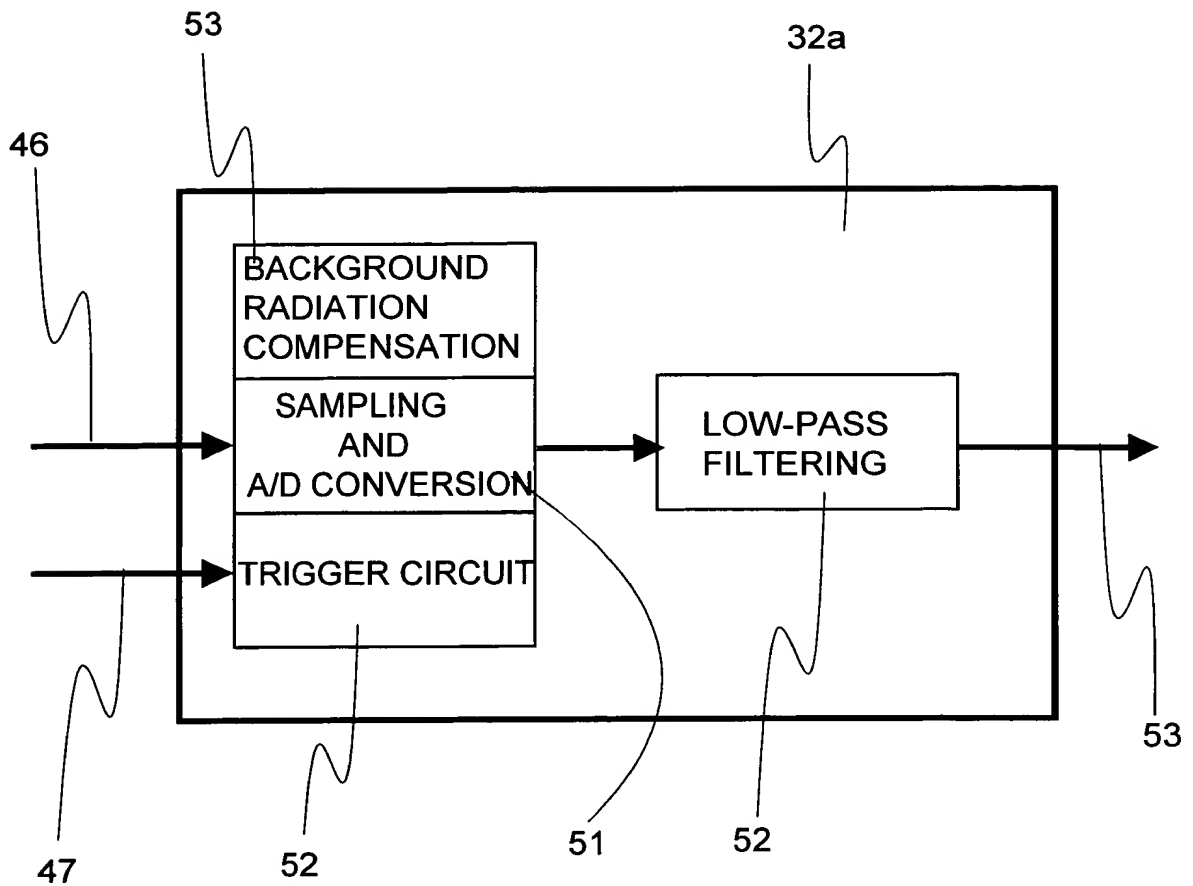 53
32a
46
BACKGROUND
RADIATION
COMPENSATION
SAMPLING
AND
A/D CONVERSION
LOW-PASS
FILTERING
TRIGGER CIRCUIT
53
47
52
51
52